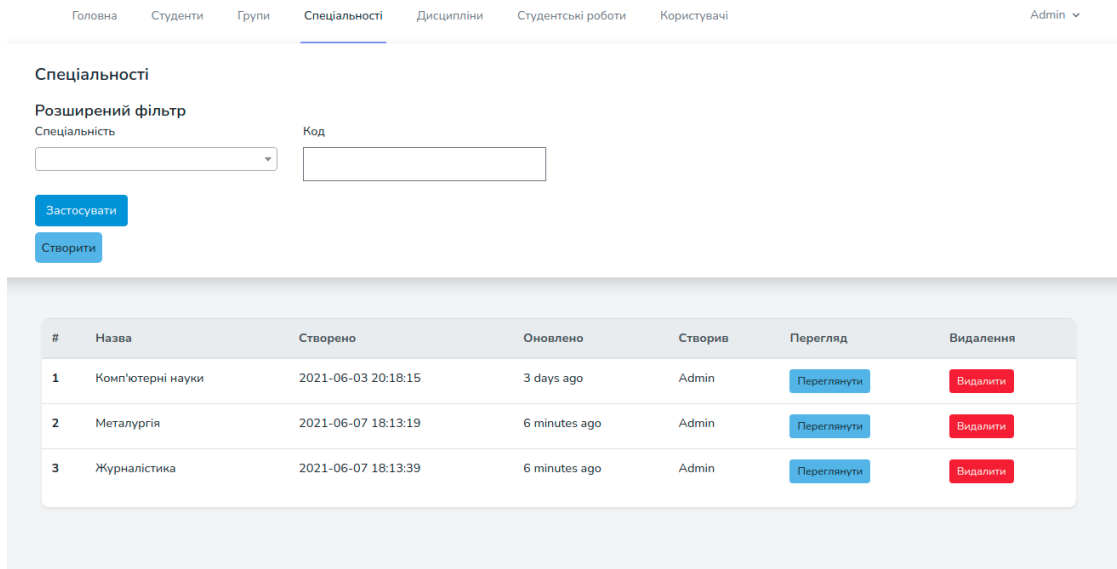 Головна Студенти Групи Спеціальності Дисципліни Студентські роботи Користувачі Admin
Спеціальності
Розширений фільтр
Спеціальність Код
Застосувати
Створити
# Назва Створено Оновлено Створив Перегляд Видалення
1 Комп'ютерні науки 2021-06-03 20:18:15 3 days ago Admin Переглянути Видалити
2 Металургія 2021-06-07 18:13:19 6 minutes ago Admin Переглянути Видалити
3 Журналістика 2021-06-07 18:13:39 6 minutes ago Admin Переглянути Видалити